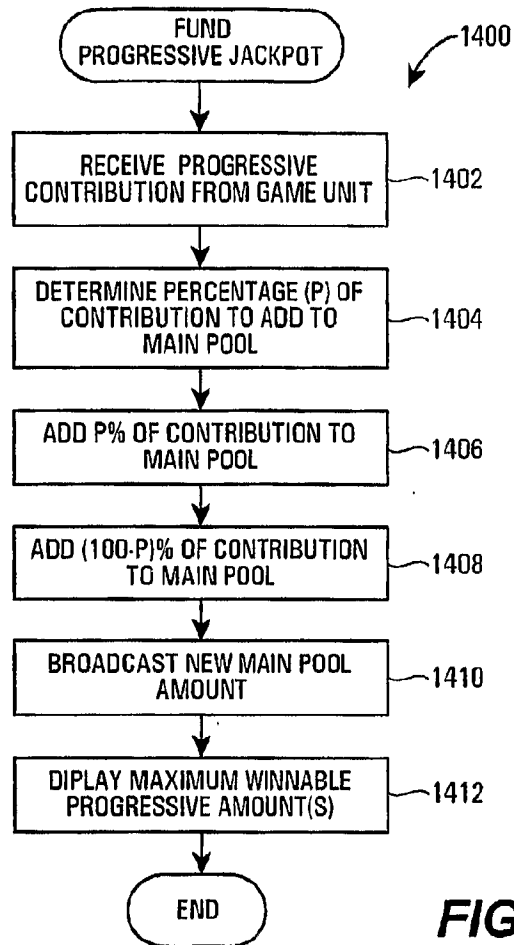 FUND
PROGRESSIVE JACKPOT
1400
RECEIVE PROGRESSIVE
CONTRIBUTION FROM GAME UNIT
1402
DETERMINE PERCENTAGE (P) OF
CONTRIBUTION TO ADD TO
MAIN POOL
1404
ADD P% OF CONTRIBUTION TO
MAIN POOL
1406
ADD (100-P)% OF CONTRIBUTION
TO MAIN POOL
1408
BROADCAST NEW MAIN POOL
AMOUNT
1410
DIPLAY MAXIMUM WINNABLE
PROGRESSIVE AMOUNT(S)
1412
END
FIG